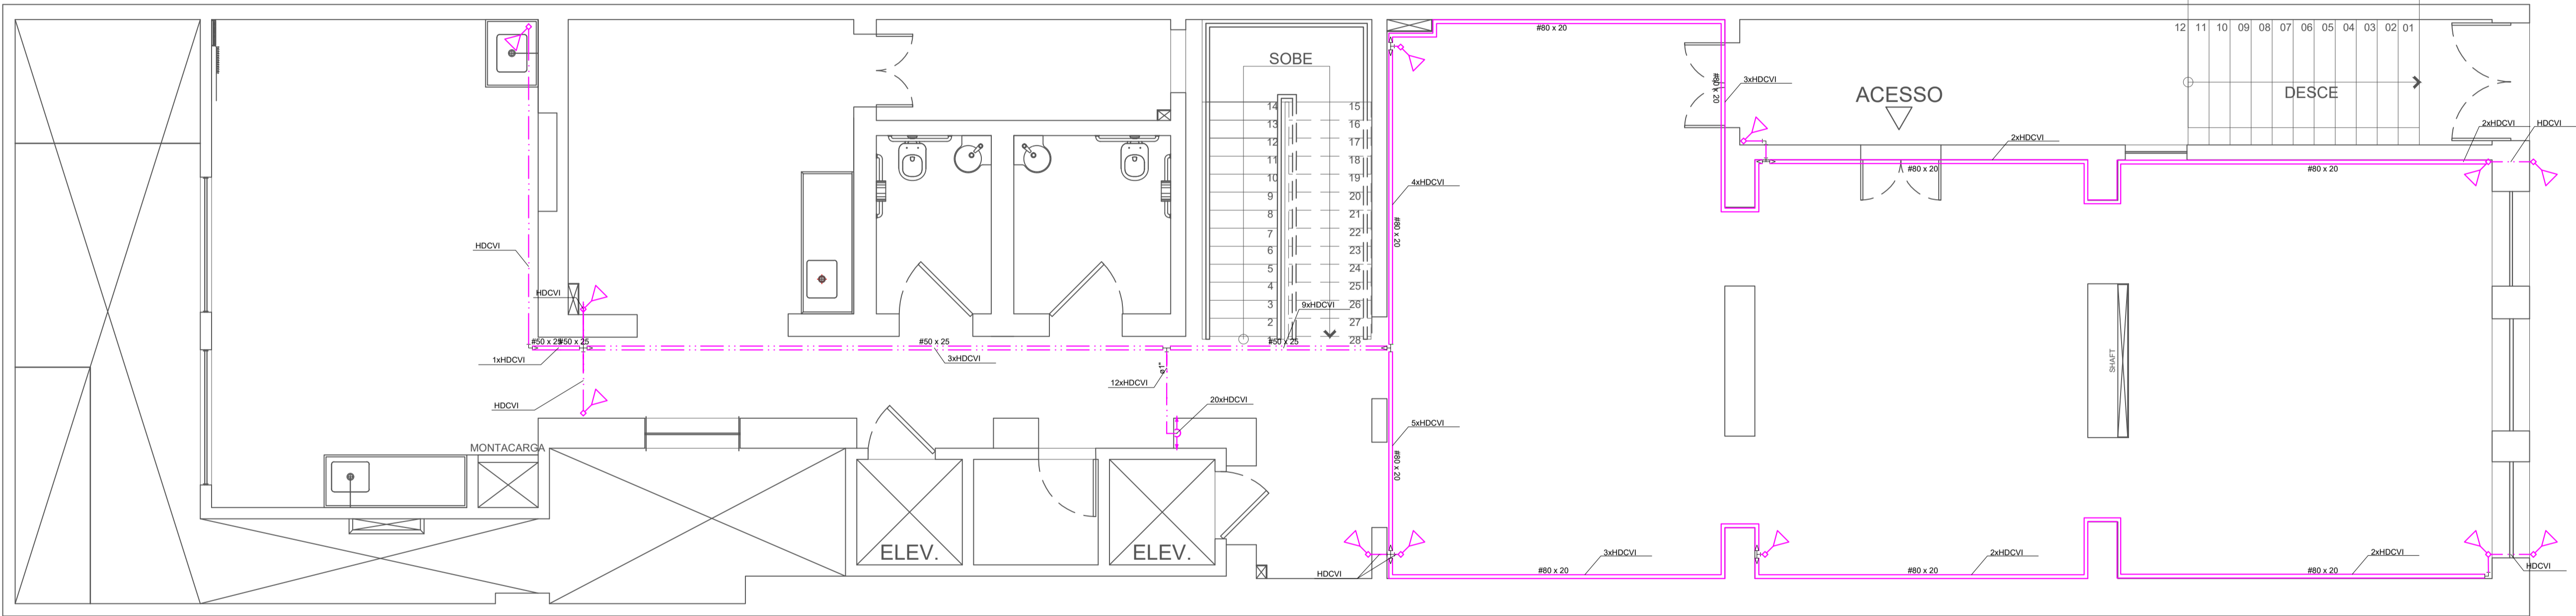 #80 x 20
12 11 10 09 08 07 06 05 04 03 02 01
SOBE
#80 x 20
3xHDCVI
ACESSO
DESCE
14 15
13 16
12 17
11 18
10 19
9 20
8 21
7 22
6 23
5 24
4 25
3 26
2 27
28
2xHDCVI
HDCVI
2xHDCVI
#80 x 20
#80 x 20
4xHDCVI
#80 x 20
HDCVI
HDCVI
9xHDCVI
#50 x 25
#50 x 25
#50 x 25
#50 x 25
1xHDCVI
3xHDCVI
SHAFT
ø1"
12xHDCVI
HDCVI
20xHDCVI
5xHDCVI
MONTACARGA
#80 x 20
ELEV.
ELEV.
3xHDCVI
2xHDCVI
2xHDCVI
HDCVI
HDCVI
#80 x 20
#80 x 20
#80 x 20